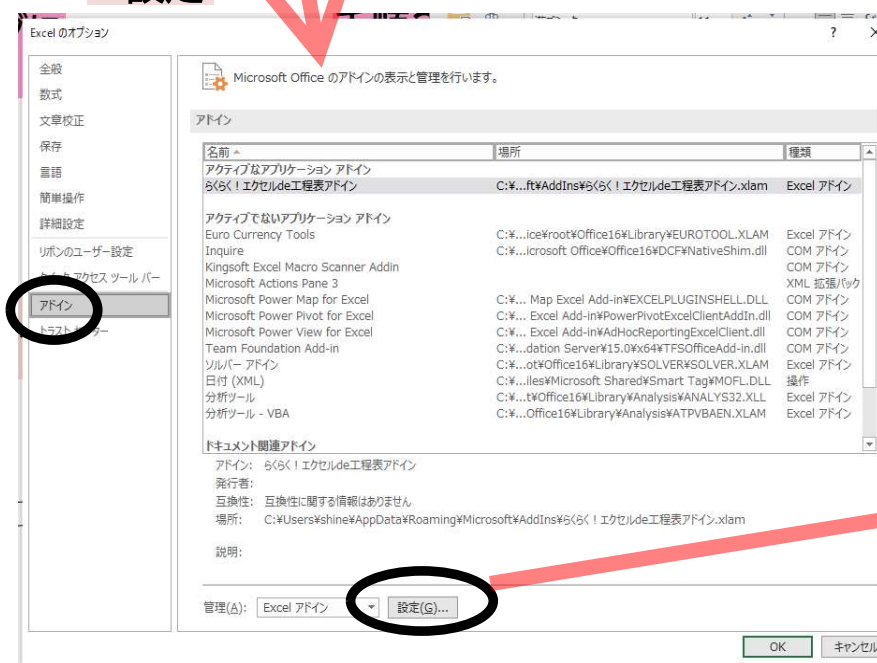 Excel のオプション ?
全般
数式
文章校正
保存
言語
簡単操作
詳細設定
リボンのユーザー設定
アクセス ツール バー
アドイン
Microsoft Office のアドインの表示と管理を行います。
アドイン
名前 場所 種類
アクティブなアプリケーション アドイン
らくらく！エクセルde工程表アドイン C:¥...ft¥AddIns¥らくらく！エクセルde工程表アドイン.xlam Excel アドイン
アクティブでないアプリケーション アドイン
Euro Currency Tools C:¥...ice¥root¥Office16¥Library¥EUROTOOL.XLAM Excel アドイン
Inquire C:¥...icrosoft Office¥Office16¥DCF¥NativeShim.dll COM アドイン
Kingsoft Excel Macro Scanner Addin COM アドイン
Microsoft Actions Pane 3 XML 拡張パック
Microsoft Power Map for Excel C:¥... Map Excel Add-in¥EXCELPLUGINSHELL.DLL COM アドイン
Microsoft Power Pivot for Excel C:¥... Excel Add-in¥PowerPivotExcelClientAddIn.dll COM アドイン
Microsoft Power View for Excel C:¥... Excel Add-in¥AdHocReportingExcelClient.dll COM アドイン
Team Foundation Add-in C:¥...dation Server¥15.0¥x64¥TFSOfficeAdd-in.dll COM アドイン
ソルバー アドイン C:¥...ot¥Office16¥Library¥SOLVER¥SOLVER.XLAM Excel アドイン
日付 (XML) C:¥...iles¥Microsoft Shared¥Smart Tag¥MOFL.DLL 操作
分析ツール C:¥...t¥Office16¥Library¥Analysis¥ANALYS32.XLL Excel アドイン
分析ツール - VBA C:¥...Office16¥Library¥Analysis¥ATPVBAEN.XLAM Excel アドイン
ドキュメント関連アドイン
アドイン: らくらく！エクセルde工程表アドイン
発行者:
互換性: 互換性に関する情報はありません
場所: C:¥Users¥shine¥AppData¥Roaming¥Microsoft¥AddIns¥らくらく！エクセルde工程表アドイン.xlam
説明:
管理(A): Excel アドイン 設定(G)...
OK キャンセル